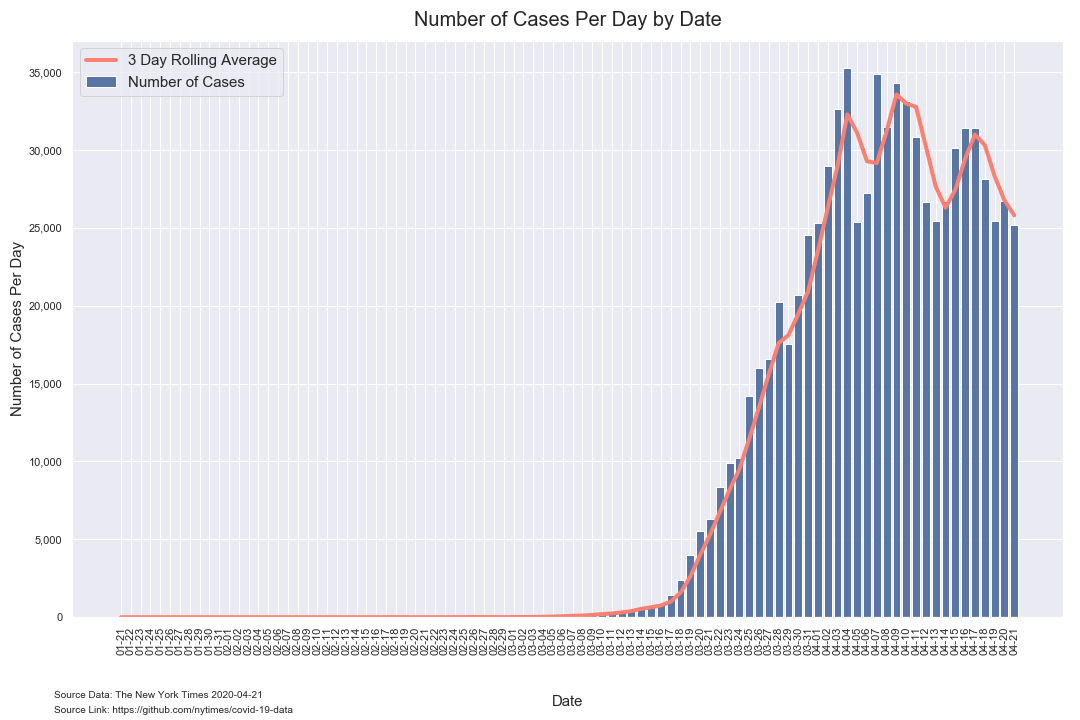 Number of Cases Per Day by Date
3 Day Rolling Average
Number of Cases
Number of Cases Per Day
35,000
30,000
25,000
20,000
15,000
10,000
5,000
0
01-21 01-22 01-23 01-24 01-25 01-26 01-27 01-28 01-29 01-30 01-31 02-01 02-02 02-03 02-04 02-05 02-06 02-07 02-08 02-09 02-10 02-11 02-12 02-13 02-14 02-15 02-16 02-17 02-18 02-19 02-20 02-21 02-22 02-23 02-24 02-25 02-26 02-27 02-28 02-29 03-01 03-02 03-03 03-04 03-05 03-06 03-07 03-08 03-09 03-10 03-11 03-12 03-13 03-14 03-15 03-16 03-17 03-18 03-19 03-20 03-21 03-22 03-23 03-24 03-25 03-26 03-27 03-28 03-29 03-30 03-31 04-01 04-02 04-03 04-04 04-05 04-06 04-07 04-08 04-09 04-10 04-11 04-12 04-13 04-14 04-15 04-16 04-17 04-18 04-19 04-20 04-21
Date
Source Data: The New York Times 2020-04-21
Source Link: https://github.com/nytimes/covid-19-data